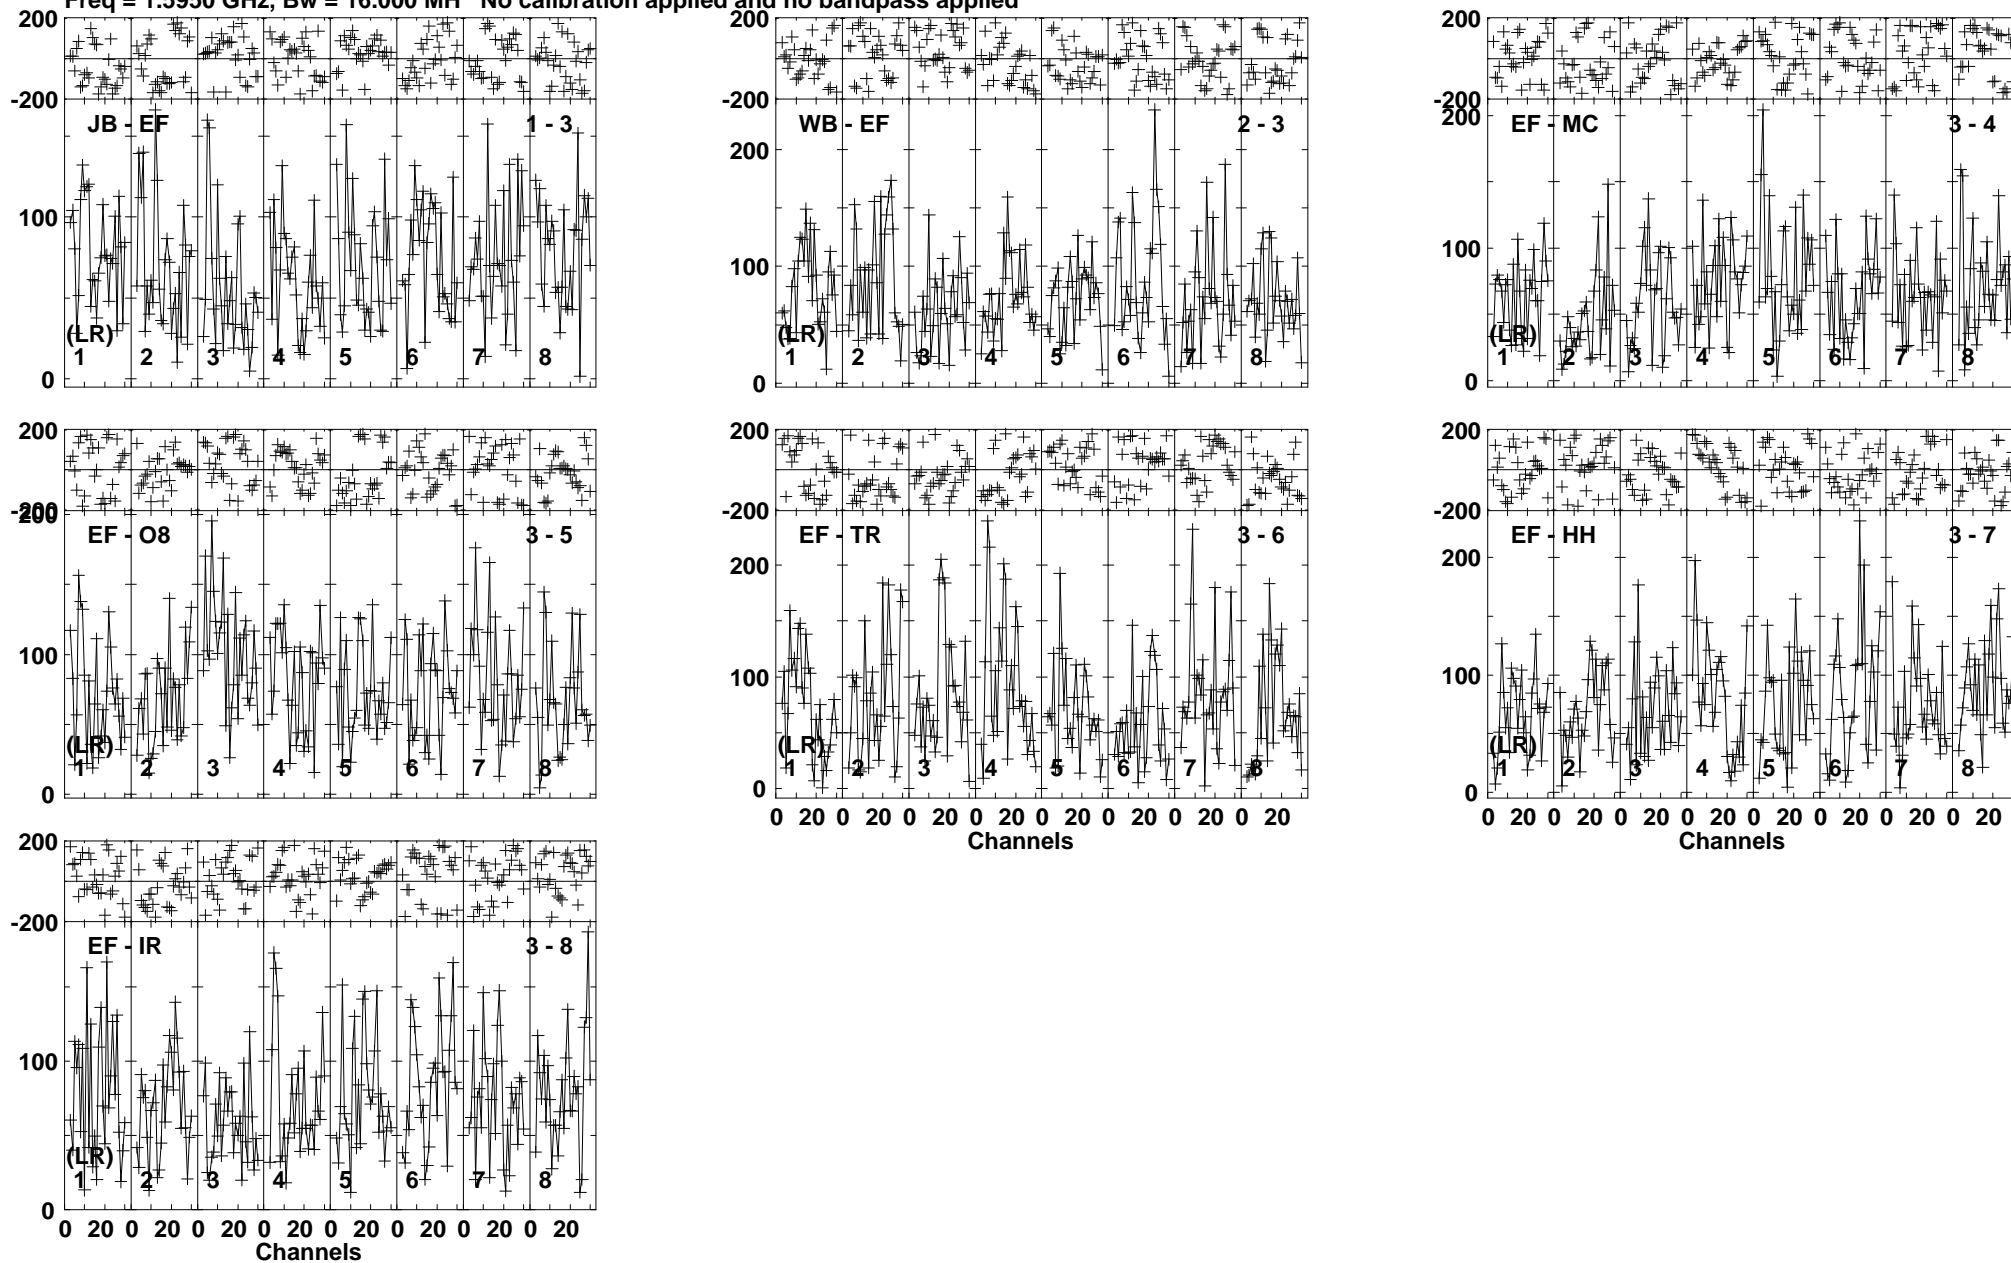 Freq = 1.5950 GHz, Bw = 16.000 MH No calibration applied and no bandpass applied
200 200 200
-200 -200 -200
JB - EF 1 - 3 WB - EF 2 - 3 EF - MC 3 - 4
200 200
100 100 100
(LR) (LR) (LR)
1 2 3 4 5 6 7 8 1 2 3 4 5 6 7 8 1 2 3 4 5 6 7 8
0 0 0
200 200 200
-200 -200 -200
200
EF - O8 3 - 5 EF - TR 3 - 6 EF - HH 3 - 7
200 200
100 100 100
(LR) (LR) (LR)
1 2 3 4 5 6 7 8 1 2 3 4 5 6 7 8 1 2 3 4 5 6 7 8
0 0 0
0 20 0 20 0 20 0 20 0 20 0 20 0 20 0 20 0 20 0 20 0 20 0 20 0 20 0 20 0 20 0 20
Channels Channels
200
-200
EF - IR 3 - 8
100
(LR)
1 2 3 4 5 6 7 8
0
0 20 0 20 0 20 0 20 0 20 0 20 0 20 0 20
Channels